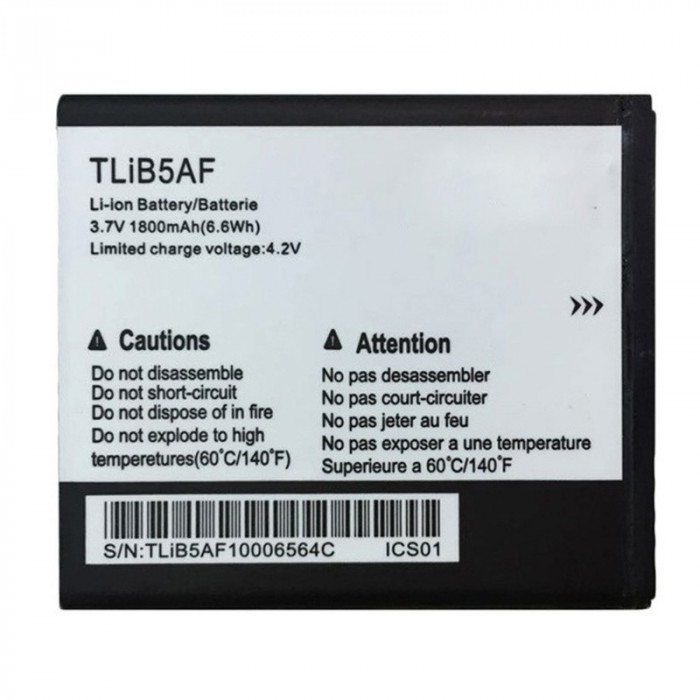 TLiB5AF
Li-ion Battery/Batterie
3.7V 1800mAh(6.6Wh)
Limited charge voltage:4.2V
Cautions
Do not disassemble
Do not short-circuit
Do not dispose of in fire
Do not explode to high
temperetures(60°C/140°F)
Attention
No pas desassembler
No pas court-circuiter
No pas jeter au feu
No pas exposer a une temperature
Superieure a 60°C/140°F
S/N:TLiB5AF10006564C ICS01